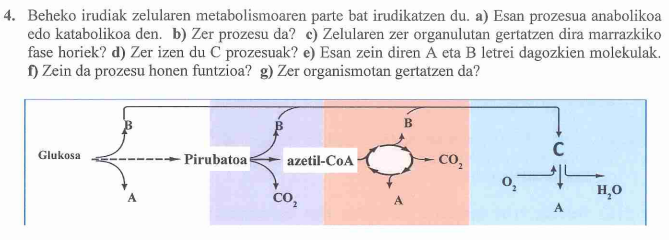 4. Beheko irudiak zelularen metabolismoaren parte bat irudikatzen du. a) Esan prozesua anabolikoa
edo katabolikoa den. b) Zer prozesu da? c) Zelularen zer organulutan gertatzen dira marrazkiko
fase horiek? d) Zer izen du C prozesuak? e) Esan zein diren A eta B letrei dagozkien molekulak.
f) Zein da prozesu honen funtzioa? g) Zer organismotan gertatzen da?
B
B
B
Glukosa
Pirubatoa
azetil-CoA
CO₂
C
O₂
H₂O
A
CO₂
A
A